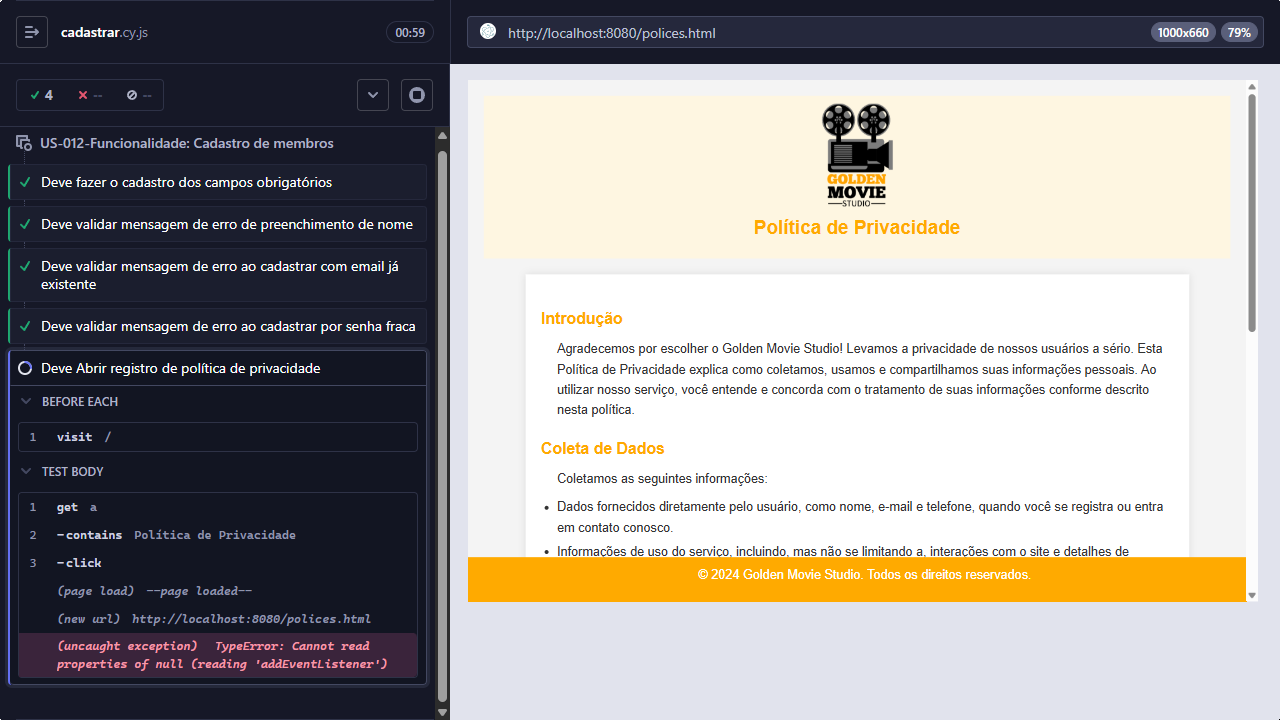 cadastrar.cy.js
00:59
4 -- --
US-012-Funcionalidade: Cadastro de membros
Deve fazer o cadastro dos campos obrigatórios
Deve validar mensagem de erro de preenchimento de nome
Deve validar mensagem de erro ao cadastrar com email já
existente
Deve validar mensagem de erro ao cadastrar por senha fraca
Deve Abrir registro de política de privacidade
BEFORE EACH
1 visit /
TEST BODY
1 get a
2 -contains Política de Privacidade
3 -click
(page load) --page loaded--
(new url) http://localhost:8080/polices.html
(uncaught exception) TypeError: Cannot read
properties of null (reading 'addEventListener')
http://localhost:8080/polices.html
1000x660 79%
GOLDEN
MOVIE
STUDIO
Política de Privacidade
Introdução
Agradecemos por escolher o Golden Movie Studio! Levamos a privacidade de nossos usuários a sério. Esta
Política de Privacidade explica como coletamos, usamos e compartilhamos suas informações pessoais. Ao
utilizar nosso serviço, você entende e concorda com o tratamento de suas informações conforme descrito
nesta política.
Coleta de Dados
Coletamos as seguintes informações:
• Dados fornecidos diretamente pelo usuário, como nome, e-mail e telefone, quando você se registra ou entra
em contato conosco.
• Informações de uso do serviço, incluindo, mas não se limitando a, interações com o site e detalhes de
© 2024 Golden Movie Studio. Todos os direitos reservados.